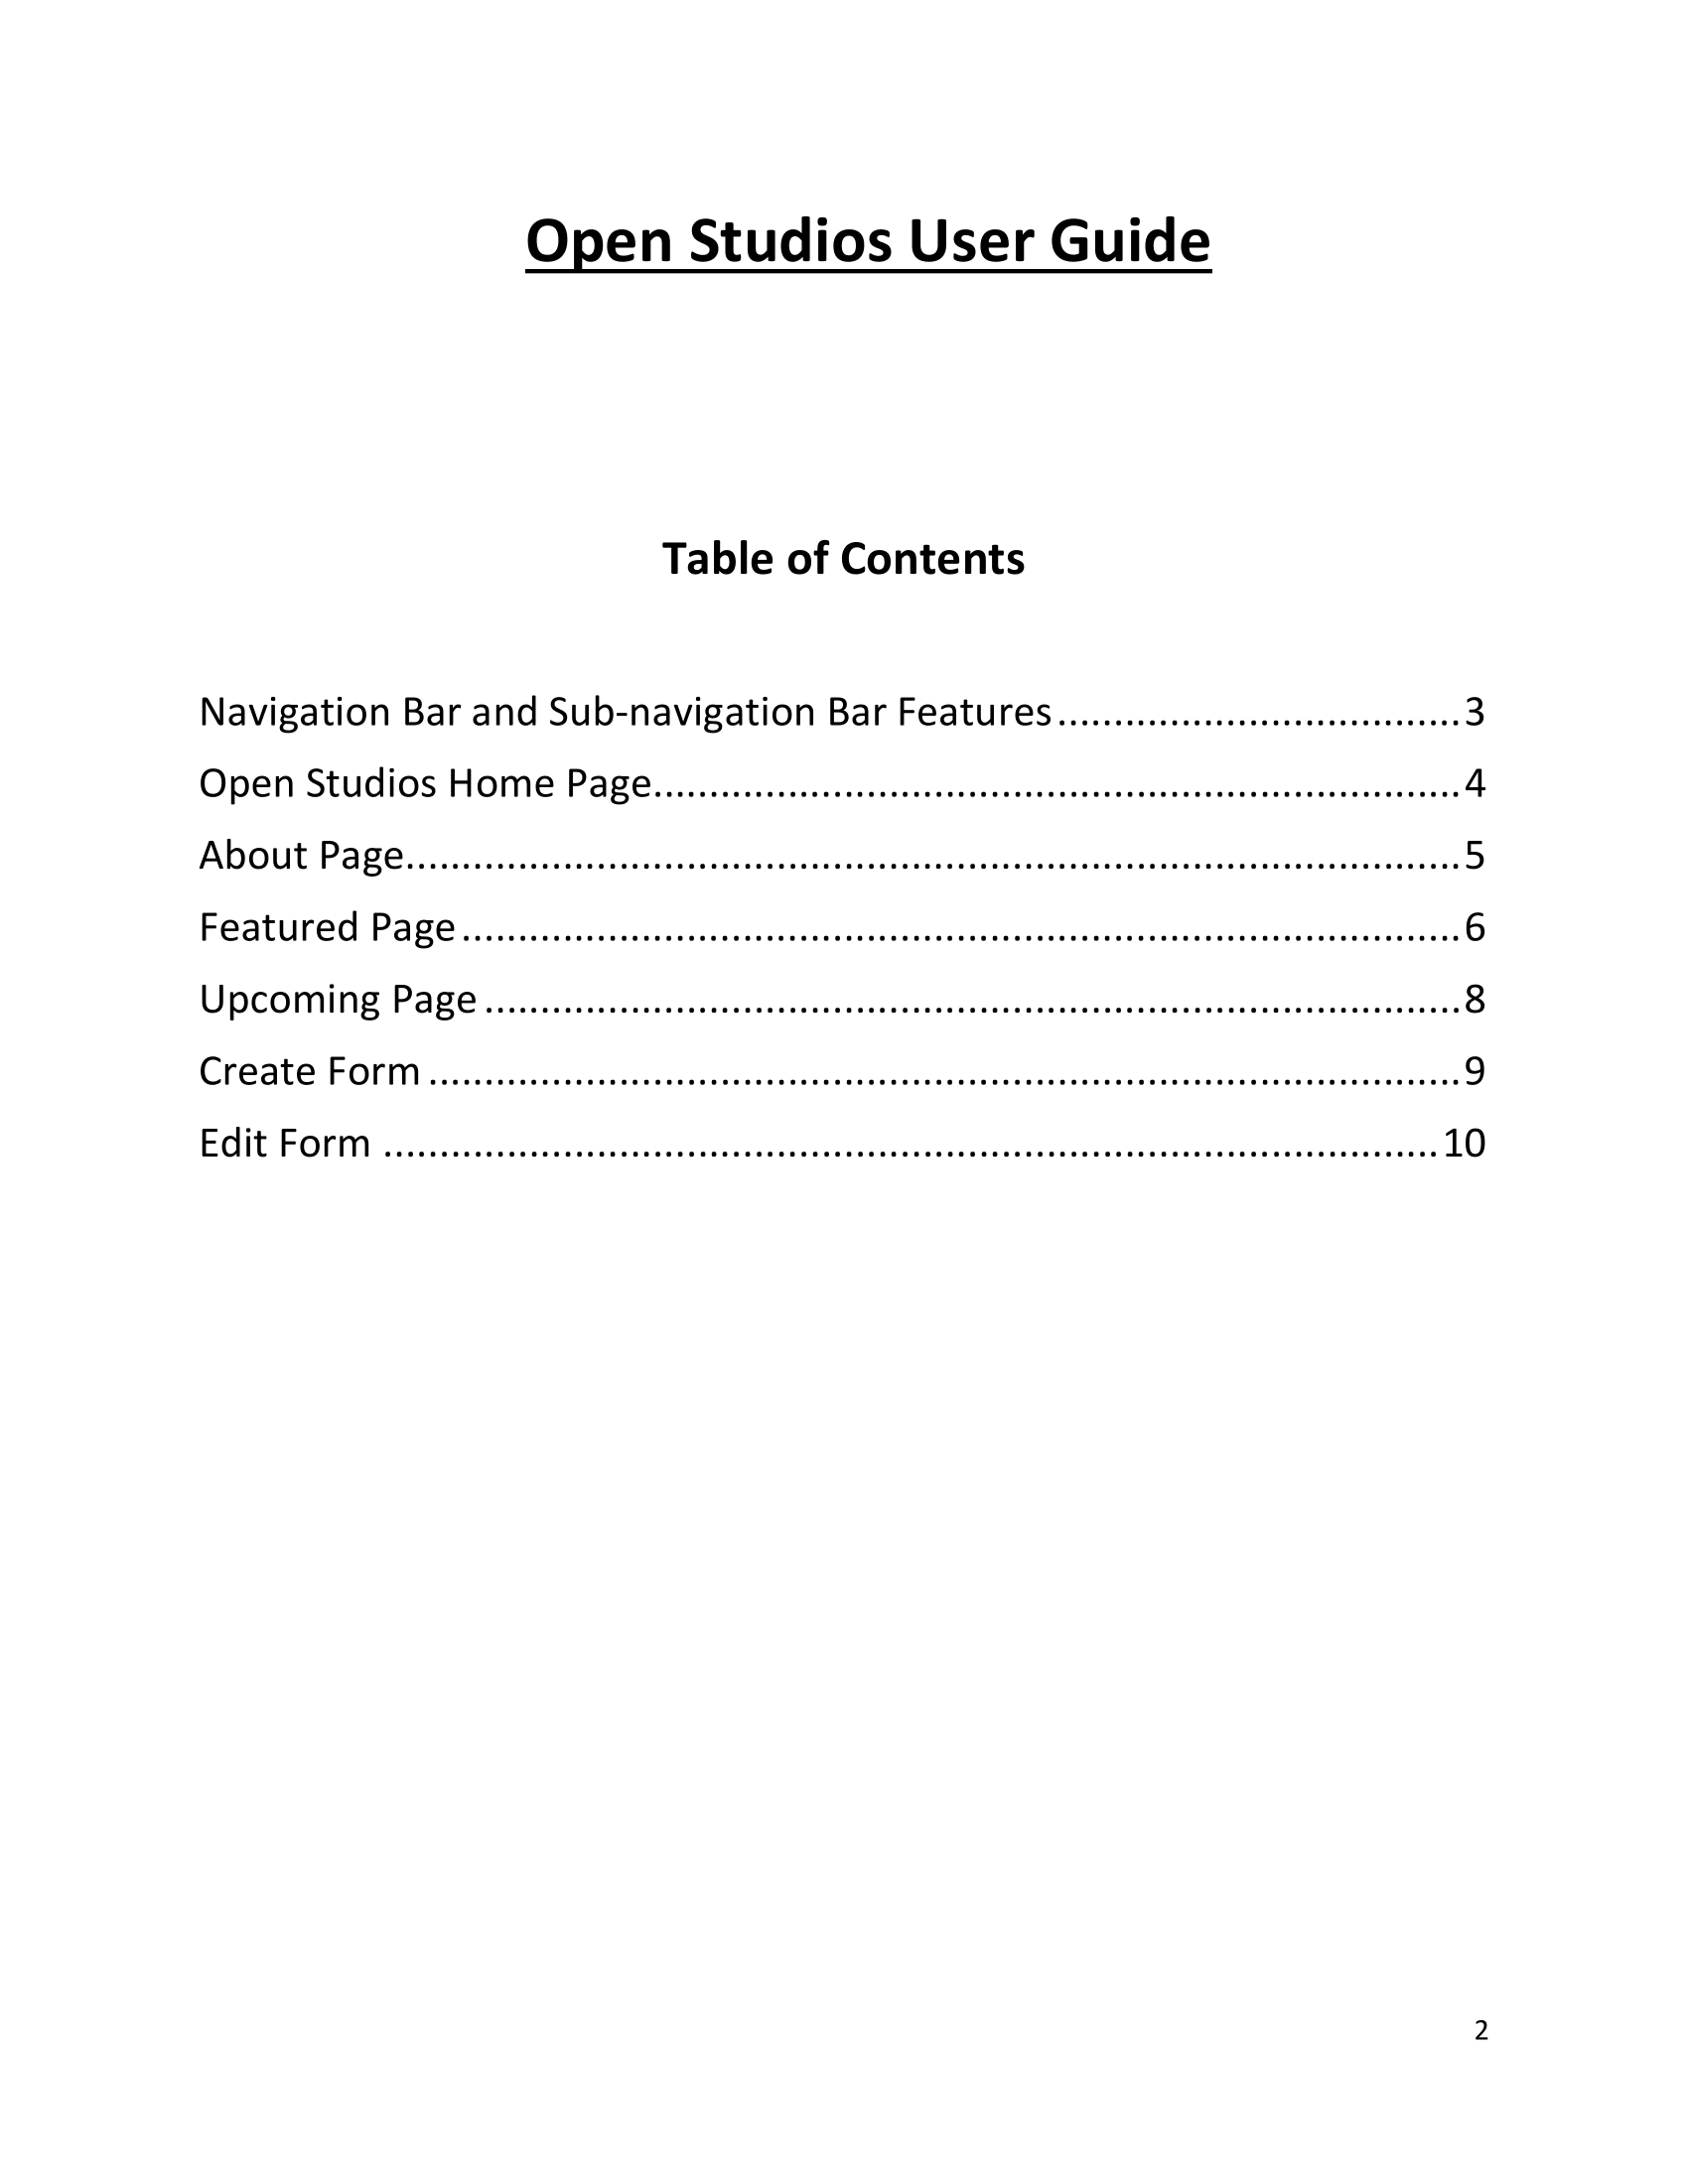 Open Studios User Guide
Table of Contents
Navigation Bar and Sub-navigation Bar Features....................................3
Open Studios Home Page........................................................................4
About Page..............................................................................................5
Featured Page.........................................................................................6
Upcoming Page.......................................................................................8
Create Form............................................................................................9
Edit Form ..............................................................................................10
2